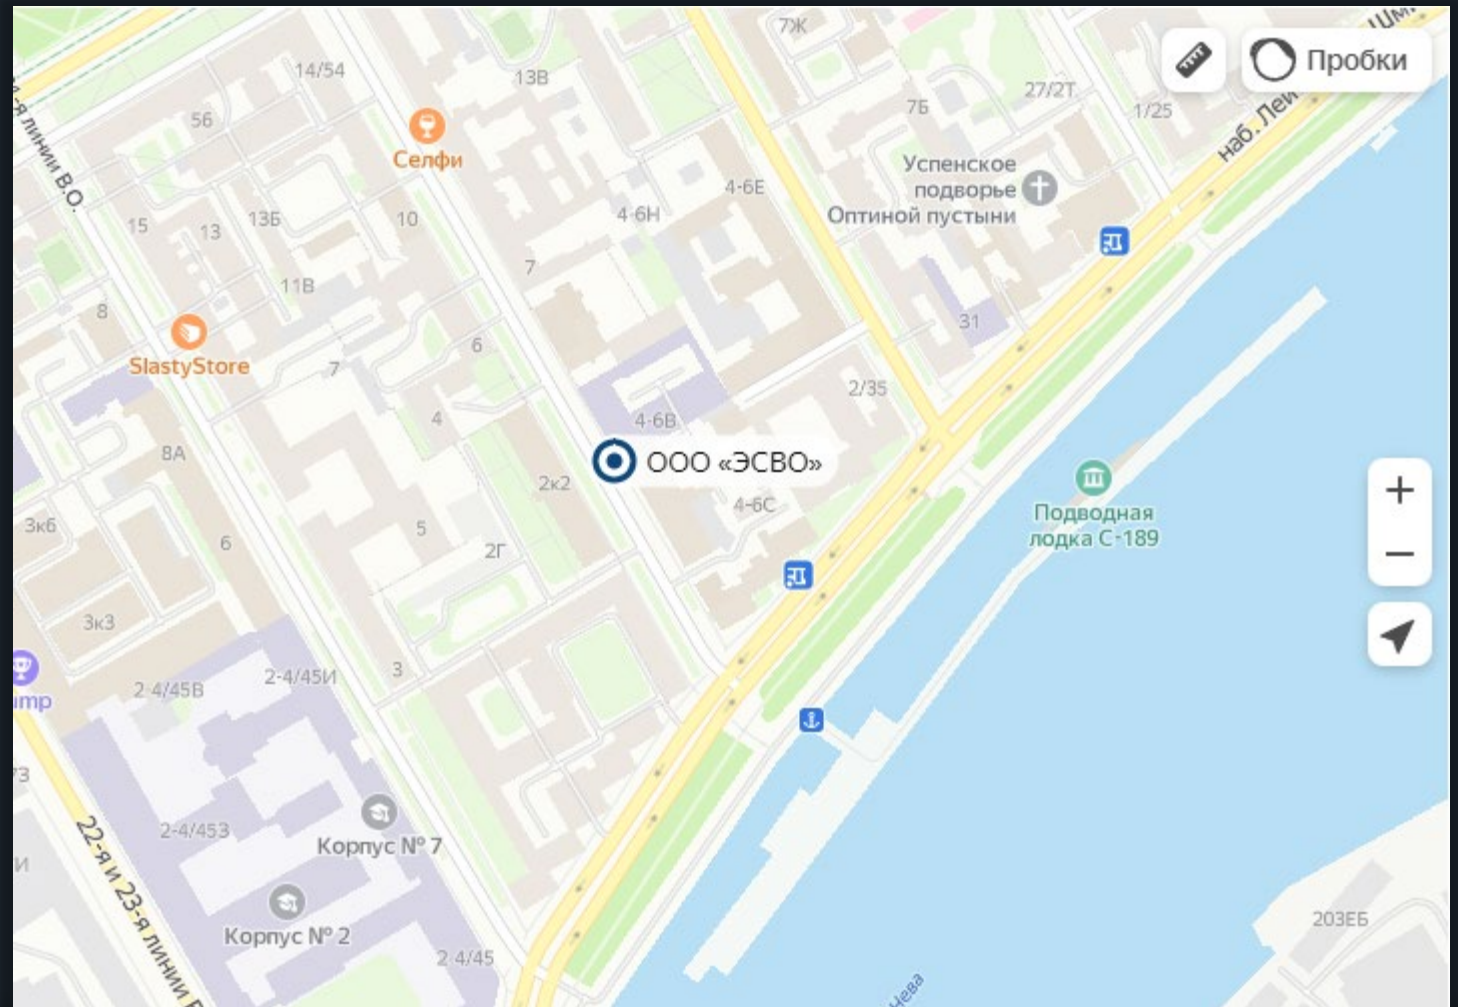 7Ж
Пробки
14/54
13В
27/2Т
7Б
1/25
56
наб. Лей
Селфи
Успенское
подворье
Оптиной пустыни
линии В.О.
4-6Е
4-6Н
15
13
13Б
10
7
11В
8
31
SlastyStore
6
7
2/35
4
4-6В
8А
ООО «ЭСВО»
2к2
4-6С
Подводная
лодка С-189
3к6
5
6
2Г
3к3
3
2-4/45И
2-4/45В
22-я и 23-я линии
Корпус № 7
2-4/45З
Корпус № 2
2-4/45
203ЕБ
Нева